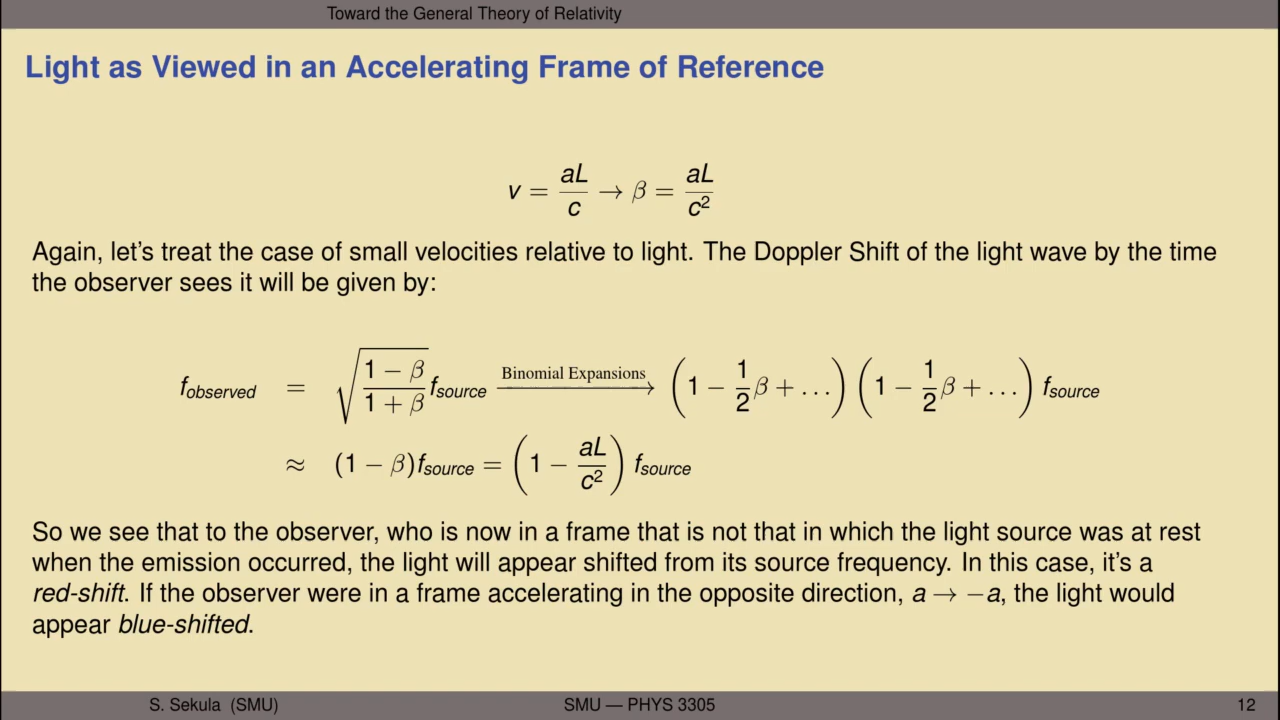 Toward the General Theory of Relativity
Light as Viewed in an Accelerating Frame of Reference
v = aL/c → β = aL/c²
Again, let's treat the case of small velocities relative to light. The Doppler Shift of the light wave by the time
the observer sees it will be given by:
f_observed = √((1 − β)/(1 + β)) f_source —Binomial Expansions→ (1 − 1/2 β + ...) (1 − 1/2 β + ...) f_source
≈ (1 − β)f_source = (1 − aL/c²) f_source
So we see that to the observer, who is now in a frame that is not that in which the light source was at rest
when the emission occurred, the light will appear shifted from its source frequency. In this case, it's a
red-shift. If the observer were in a frame accelerating in the opposite direction, a → −a, the light would
appear blue-shifted.
S. Sekula (SMU) SMU — PHYS 3305 12